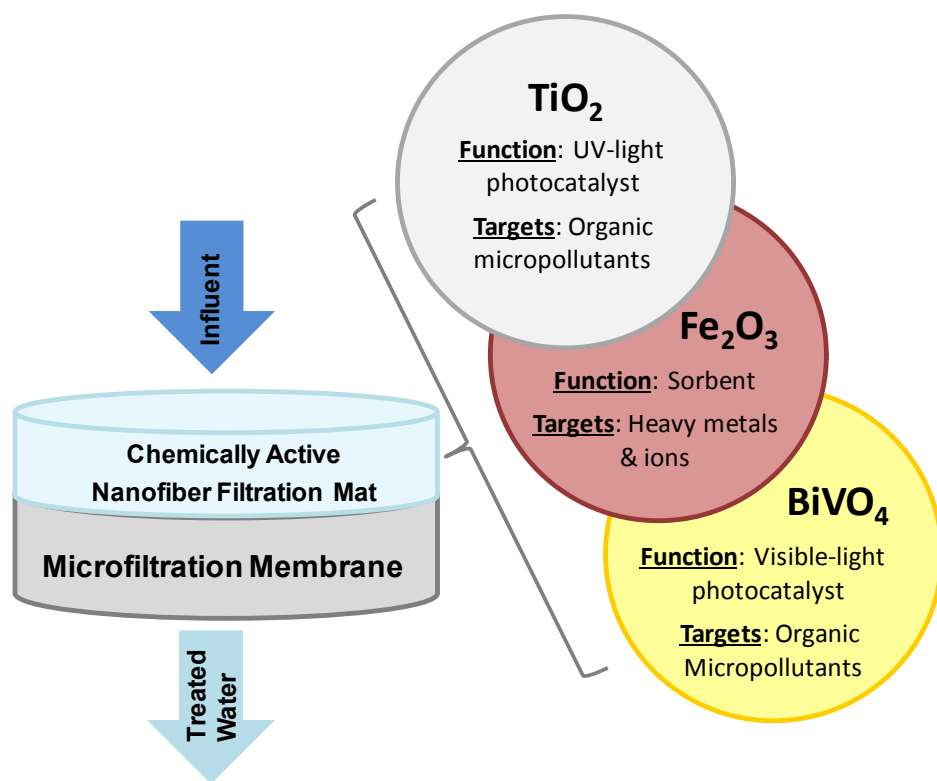 TiO₂
Function: UV-light
photocatalyst
Targets: Organic
micropollutants
Fe₂O₃
Function: Sorbent
Targets: Heavy metals
& ions
BiVO₄
Function: Visible-light
photocatalyst
Targets: Organic
Micropollutants
Influent
Chemically Active
Nanofiber Filtration Mat
Microfiltration Membrane
Treated
Water